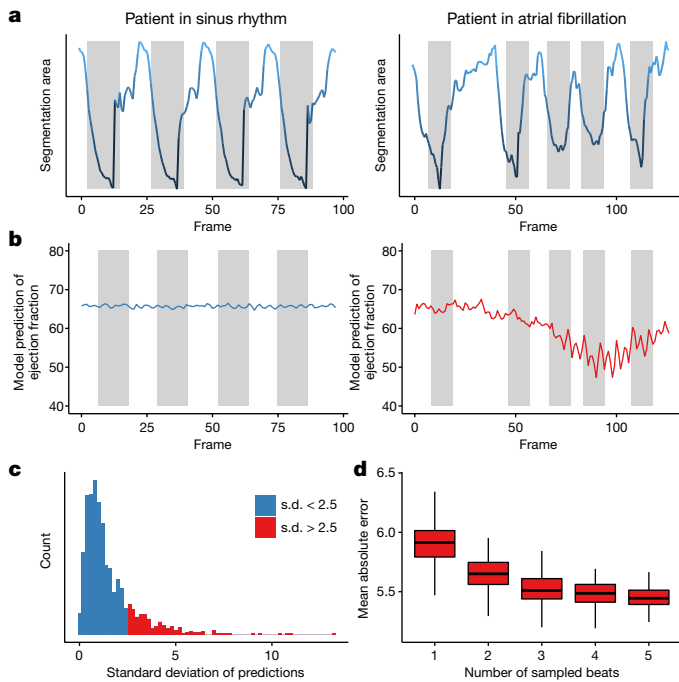 a
Patient in sinus rhythm
Patient in atrial fibrillation
Segmentation area
Segmentation area
0 25 50 75 100
Frame
0 50 100
Frame
b
Model prediction of
ejection fraction
80
70
60
50
40
0 25 50 75 100
Frame
Model prediction of
ejection fraction
80
70
60
50
40
0 50 100
Frame
c
Count
s.d. < 2.5
s.d. > 2.5
0 5 10
Standard deviation of predictions
d
Mean absolute error
6.5
6.0
5.5
1 2 3 4 5
Number of sampled beats